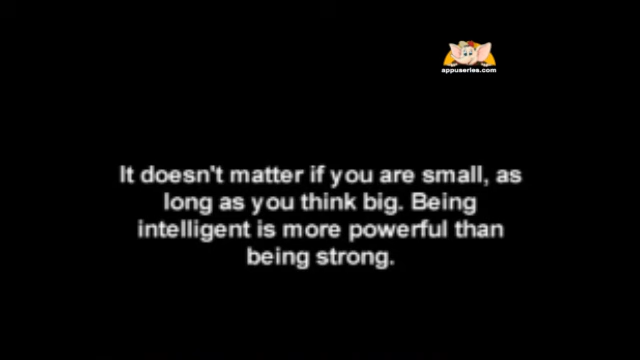 appuseries.com
It doesn't matter if you are small, as
long as you think big. Being
intelligent is more powerful than
being strong.